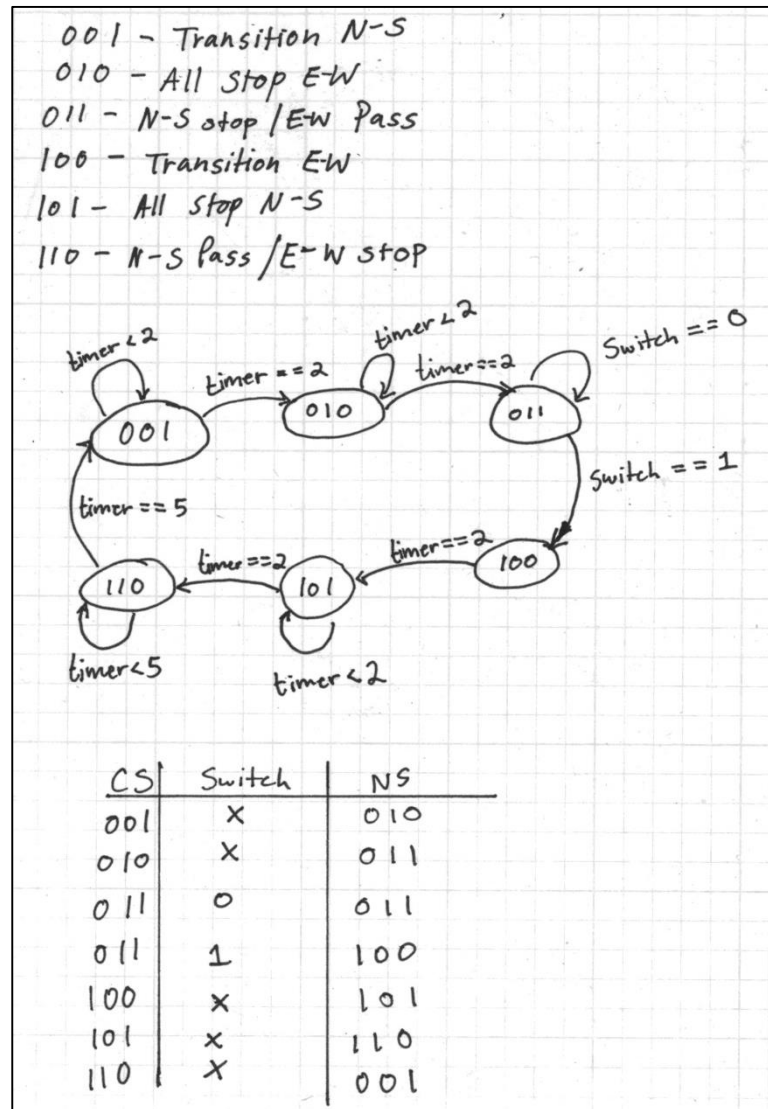 001 - Transition N-S
010 - All Stop E-W
011 - N-S stop / E-W Pass
100 - Transition E-W
101 - All Stop N-S
110 - N-S Pass / E-W stop
timer < 2
timer == 2
timer < 2
timer == 2
Switch == 0
001
010
011
Switch == 1
timer == 5
110
timer == 2
101
timer == 2
100
timer < 5
timer < 2
CS Switch NS
001 X 010
010 X 011
011 0 011
011 1 100
100 X 101
101 X 110
110 X 001